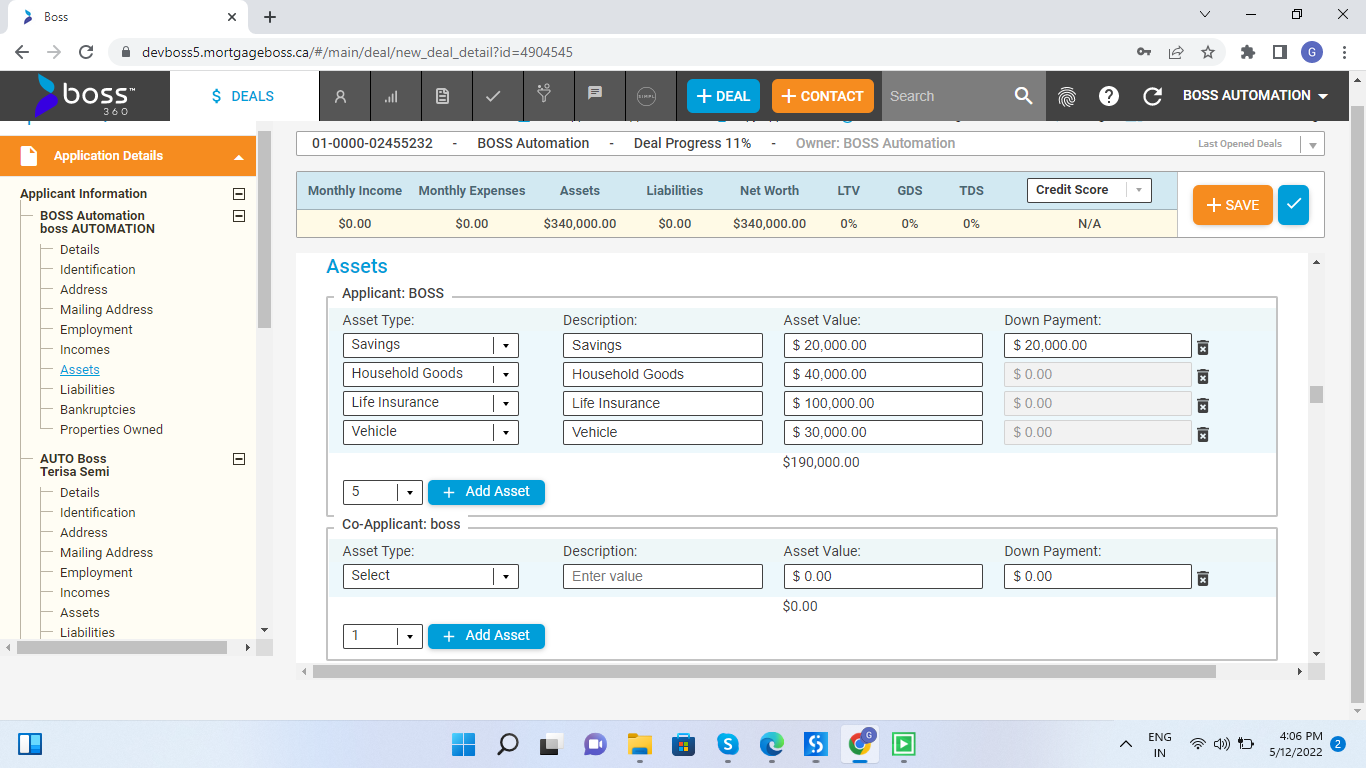 Boss
devboss5.mortgageboss.ca/#/main/deal/new_deal_detail?id=4904545
G
boss™
360
$ DEALS
SIMPL
+ DEAL
+ CONTACT
Search
BOSS AUTOMATION
Application Details
Applicant Information
BOSS Automation
boss AUTOMATION
Details
Identification
Address
Mailing Address
Employment
Incomes
Assets
Liabilities
Bankruptcies
Properties Owned
AUTO Boss
Terisa Semi
Details
Identification
Address
Mailing Address
Employment
Incomes
Assets
Liabilities
01-0000-02455232 - BOSS Automation - Deal Progress 11% - Owner: BOSS Automation
Last Opened Deals
Monthly Income Monthly Expenses Assets Liabilities Net Worth LTV GDS TDS Credit Score
$0.00 $0.00 $340,000.00 $0.00 $340,000.00 0% 0% 0% N/A
+ SAVE
Assets
Applicant: BOSS
Asset Type: Description: Asset Value: Down Payment:
Savings Savings $ 20,000.00 $ 20,000.00
Household Goods Household Goods $ 40,000.00 $ 0.00
Life Insurance Life Insurance $ 100,000.00 $ 0.00
Vehicle Vehicle $ 30,000.00 $ 0.00
$190,000.00
5 + Add Asset
Co-Applicant: boss
Asset Type: Description: Asset Value: Down Payment:
Select Enter value $ 0.00 $ 0.00
$0.00
1 + Add Asset
G
ENG
IN
4:06 PM
5/12/2022
2